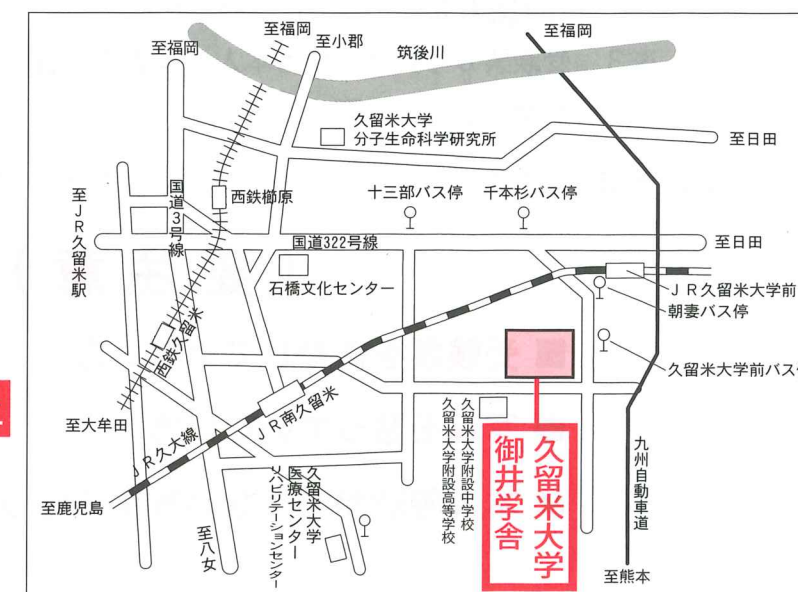 至福岡
至福岡
至小郡
筑後川
至福岡
久留米大学
分子生命科学研究所
至日田
至JR久留米駅
国道3号線
西鉄櫛原
十三部バス停
千本杉バス停
国道322号線
至日田
石橋文化センター
JR久留米大学前
朝妻バス停
西鉄久留米
久留米大学前バス
至大牟田
JR久大線
JR南久留米
久留米大学附設中学校
久留米大学附設高等学校
久留米大学
御井学舎
九州自動車道
至鹿児島
至八女
久留米大学
医療センター
リハビリテーションセンター
至熊本